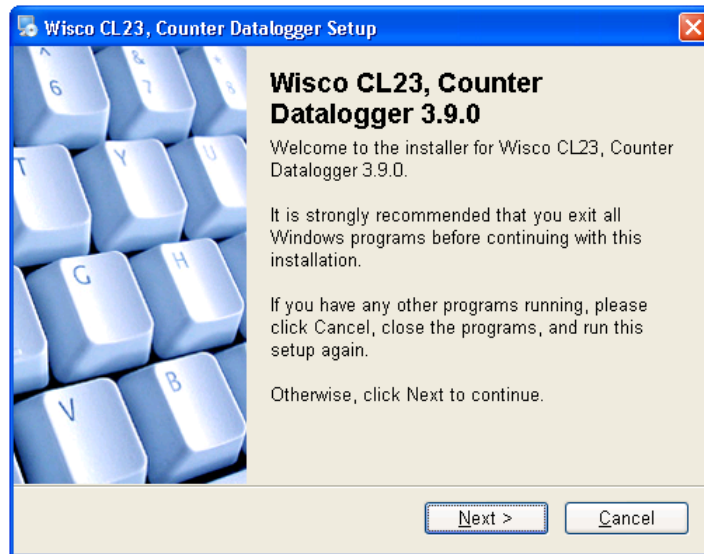 Wisco CL23, Counter Datalogger Setup
^
6
&
7
*
8
T
Y
U
G
H
V
B
Wisco CL23, Counter
Datalogger 3.9.0
Welcome to the installer for Wisco CL23, Counter
Datalogger 3.9.0.
It is strongly recommended that you exit all
Windows programs before continuing with this
installation.
If you have any other programs running, please
click Cancel, close the programs, and run this
setup again.
Otherwise, click Next to continue.
Next >
Cancel